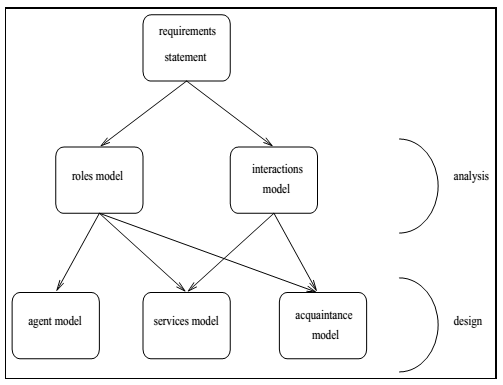 requirements
statement
roles model
interactions
model
analysis
agent model
services model
acquaintance
model
design